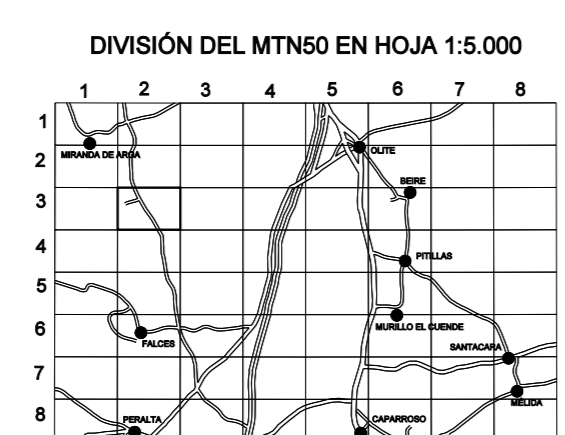 DIVISIÓN DEL MTN50 EN HOJA 1:5.000
1 2 3 4 5 6 7 8
1
MIRANDA DE ARGA
OLITE
2
BEIRE
3
4
PITILLAS
5
6
MURILLO EL CUENDE
FALCES
SANTACARA
7
MELIDA
8
PERALTA
CAPARROSO